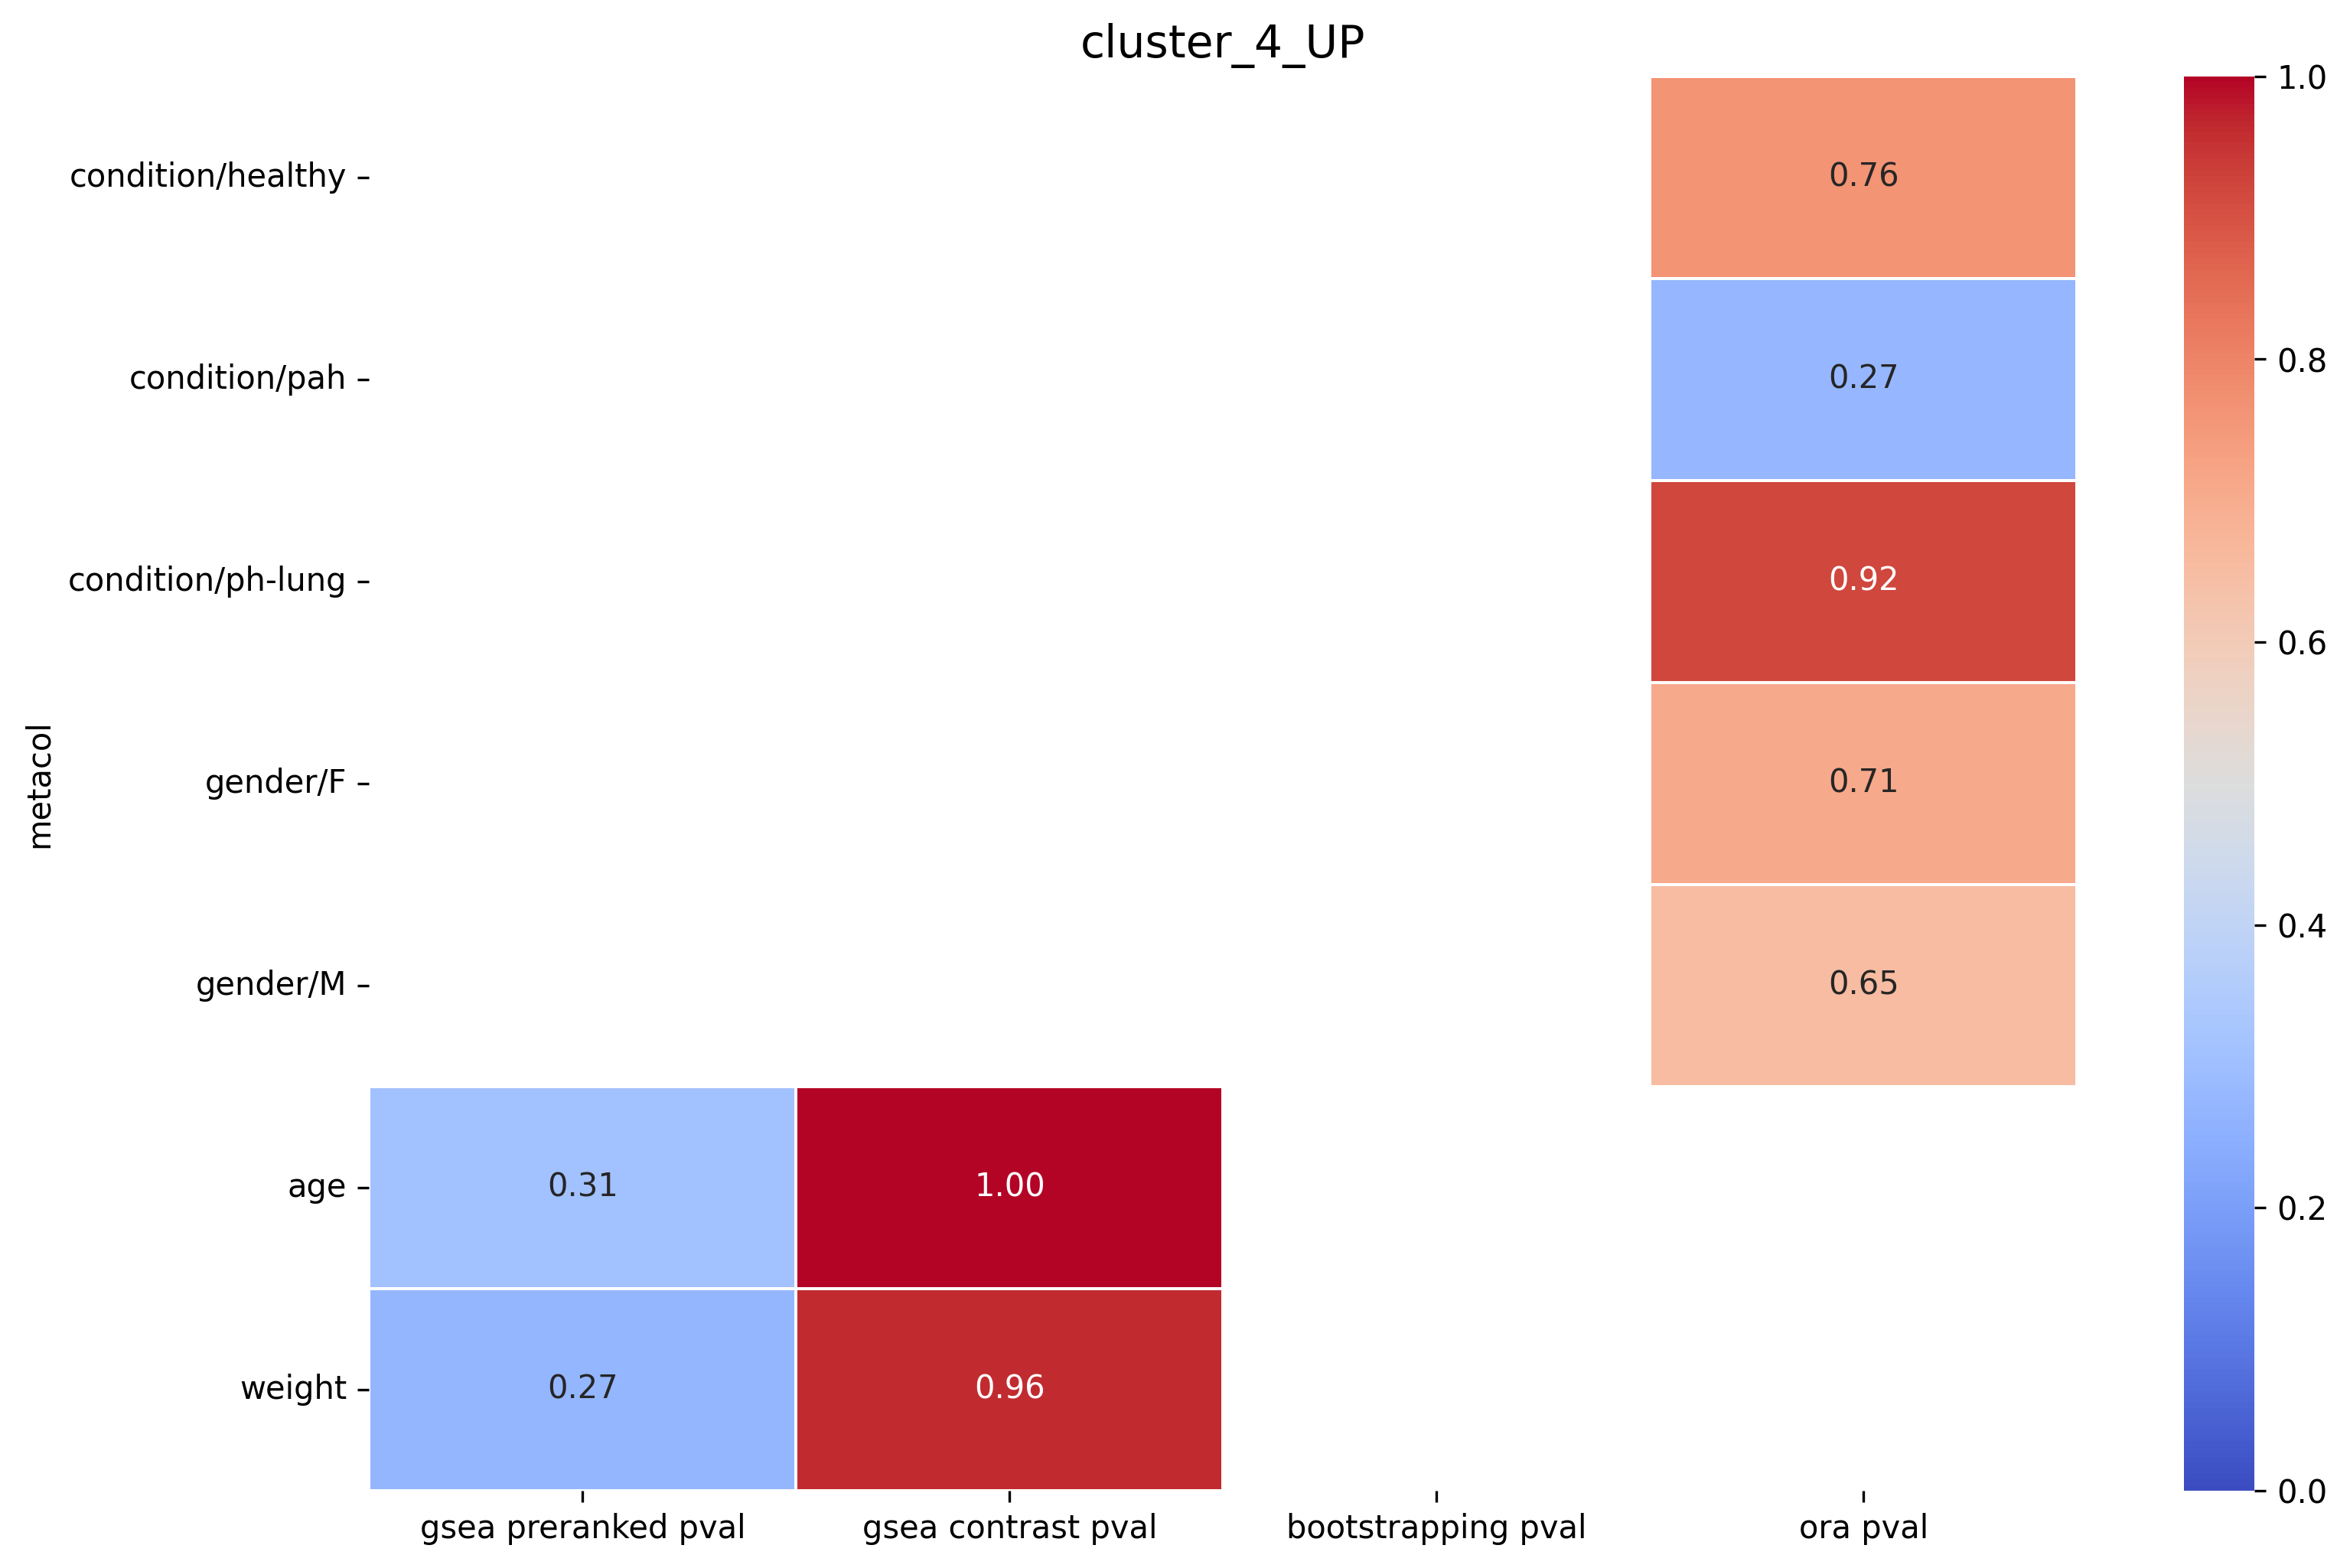 cluster_4_UP
condition/healthy
0.76
1.0
condition/pah
0.27
0.8
condition/ph-lung
0.92
0.6
metacol
gender/F
0.71
0.4
gender/M
0.65
age
0.31
1.00
0.2
weight
0.27
0.96
0.0
gsea preranked pval
gsea contrast pval
bootstrapping pval
ora pval